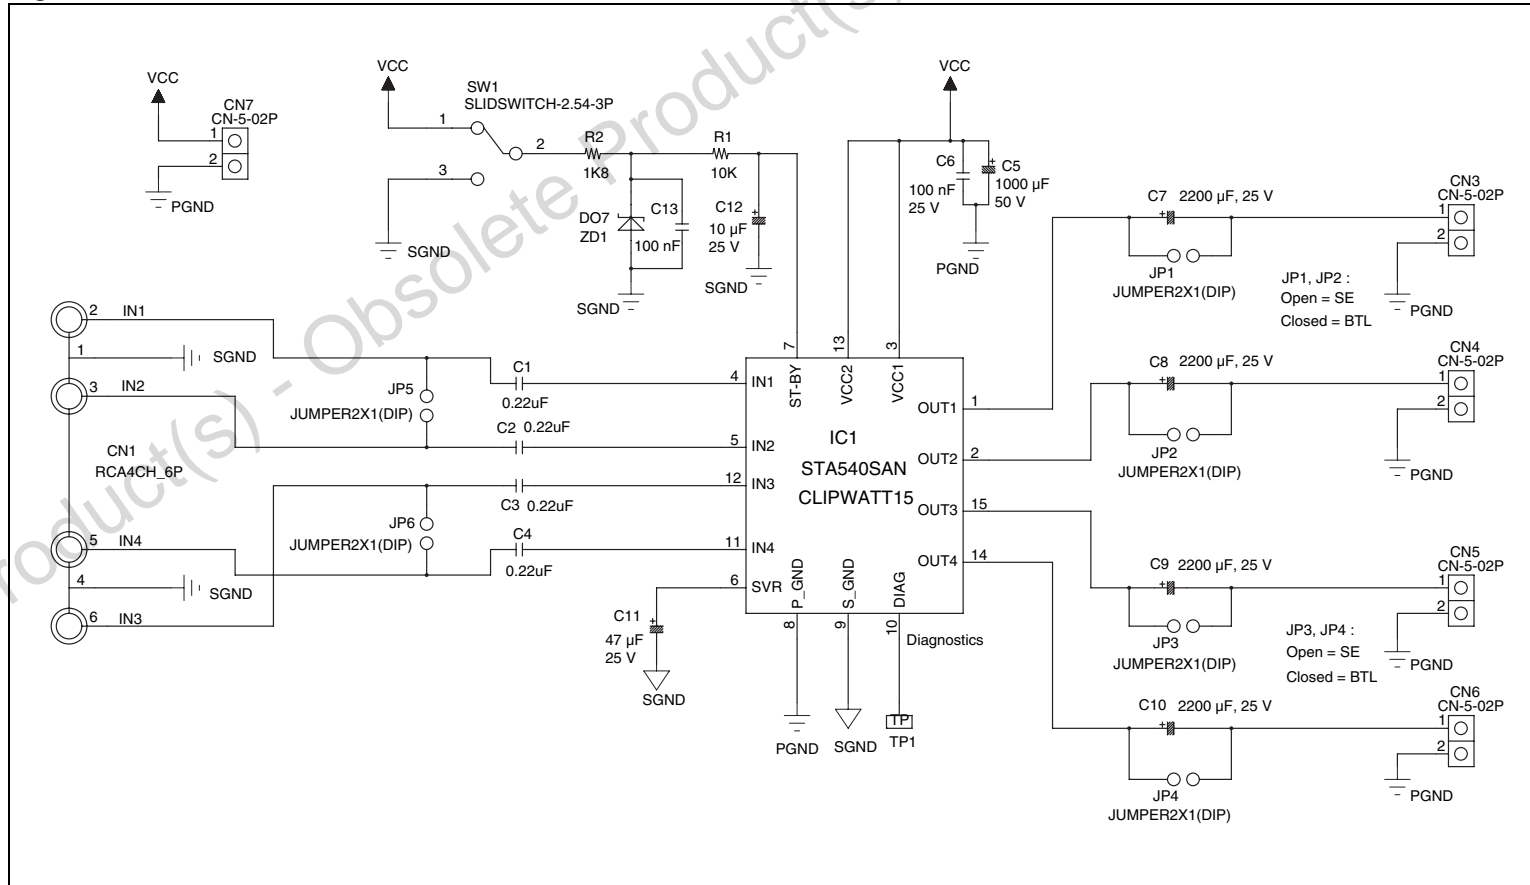 Product(s) - Obsolete Product(s)
VCC
CN7
CN-5-02P
1
2
PGND
VCC
SW1
SLIDSWITCH-2.54-3P
1
2
3
SGND
R2
1K8
R1
10K
DO7
ZD1
C13
100 nF
C12
+
10 µF
25 V
SGND
SGND
VCC
C6
100 nF
25 V
+
C5
1000 µF
50 V
PGND
2
IN1
1
SGND
3
IN2
CN1
RCA4CH_6P
5
IN4
4
SGND
6
IN3
JP5
JUMPER2X1(DIP)
JP6
JUMPER2X1(DIP)
C1
0.22uF
C2 0.22uF
C3 0.22uF
C4
0.22uF
C11
+
47 µF
25 V
SGND
7
13
3
ST-BY
VCC2
VCC1
4
IN1
5
IN2
12
IN3
11
IN4
6
SVR
IC1
STA540SAN
CLIPWATT15
OUT1
1
OUT2
2
OUT3
15
OUT4
14
P_GND
S_GND
DIAG
8
9
10
Diagnostics
PGND
SGND
TP
TP1
C7 2200 µF, 25 V
+
JP1
JUMPER2X1(DIP)
JP1, JP2 :
Open = SE
Closed = BTL
CN3
CN-5-02P
1
2
PGND
C8 2200 µF, 25 V
+
JP2
JUMPER2X1(DIP)
CN4
CN-5-02P
1
2
PGND
C9 2200 µF, 25 V
+
JP3
JUMPER2X1(DIP)
JP3, JP4 :
Open = SE
Closed = BTL
CN5
CN-5-02P
1
2
PGND
C10 2200 µF, 25 V
+
JP4
JUMPER2X1(DIP)
CN6
CN-5-02P
1
2
PGND